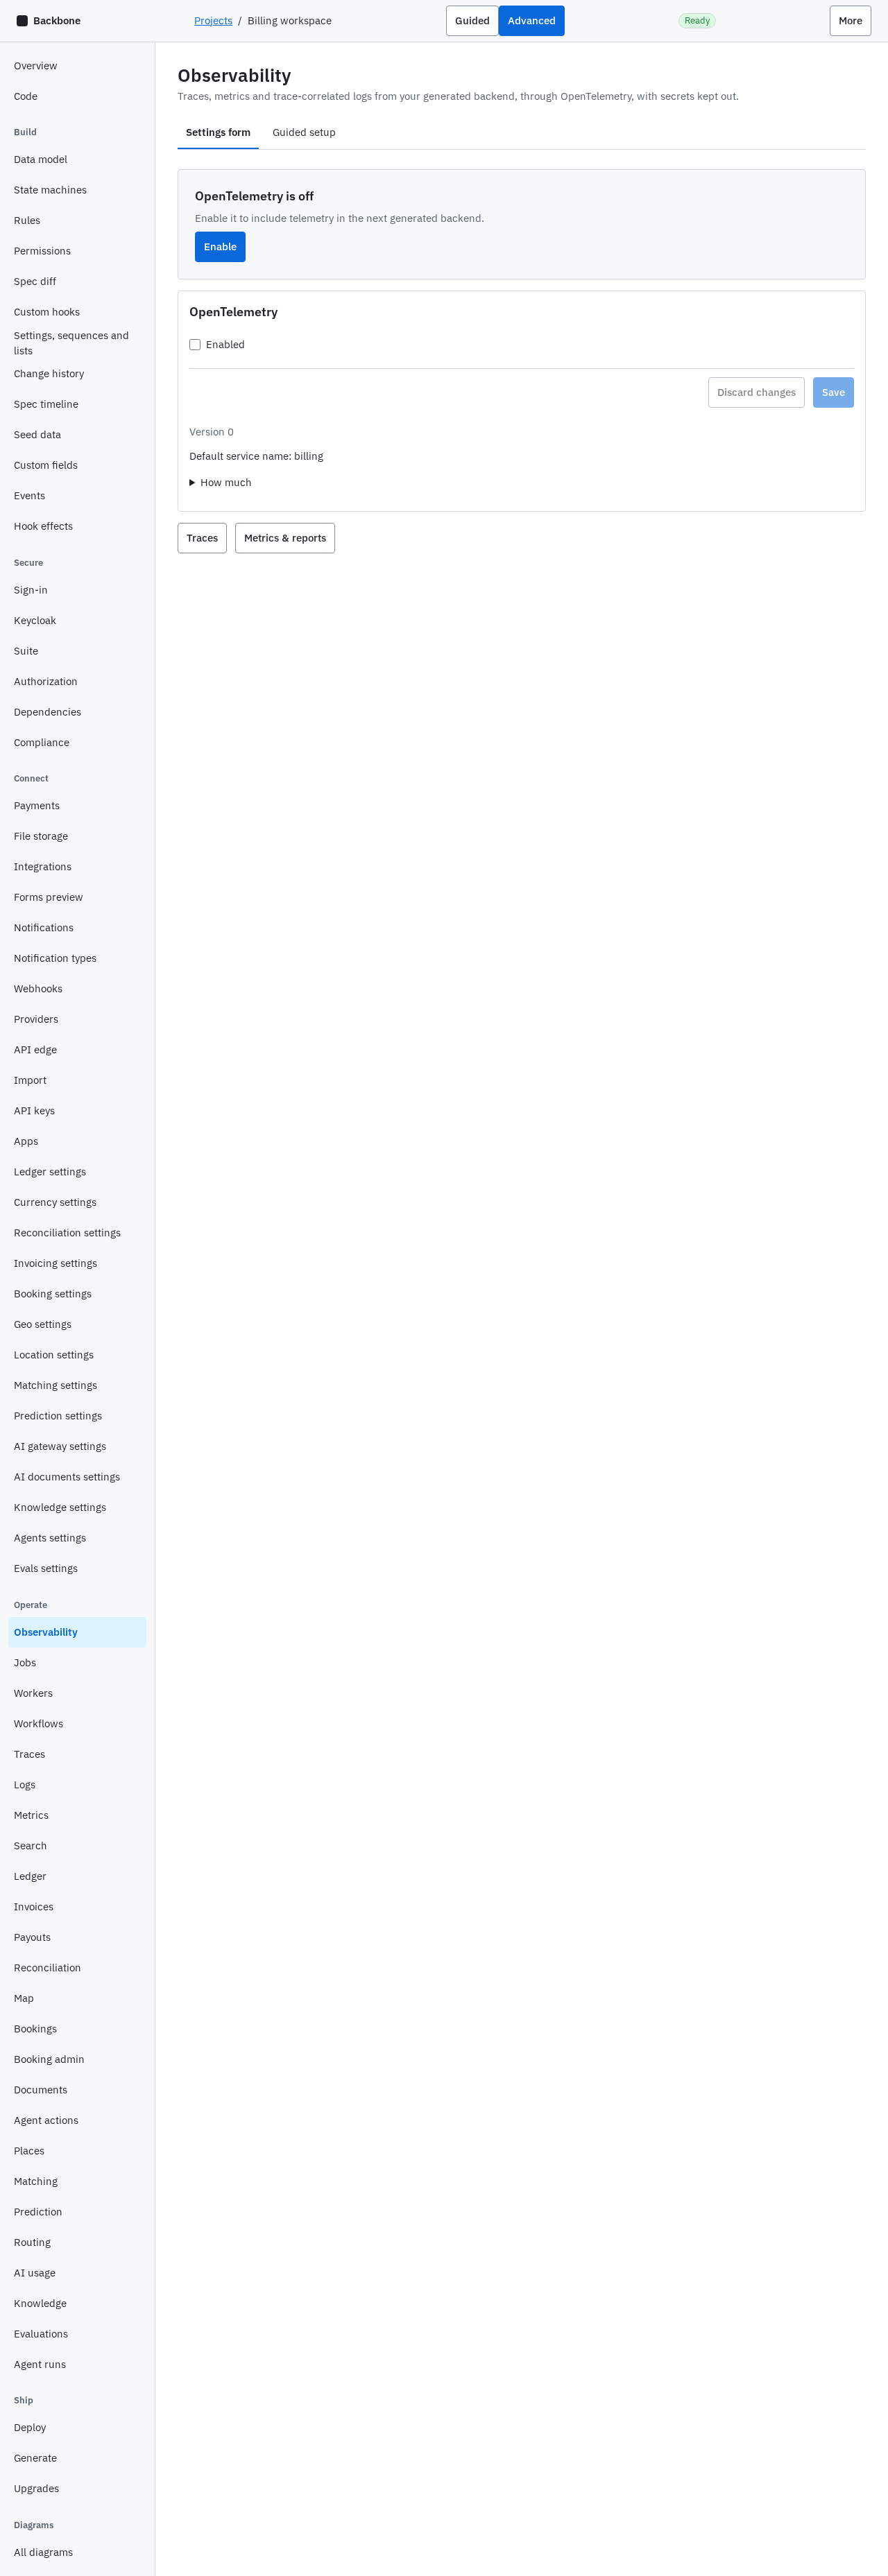 Backbone
Projects / Billing workspace
Guided
Advanced
Ready
More
Overview
Code
Build
Data model
State machines
Rules
Permissions
Spec diff
Custom hooks
Settings, sequences and
lists
Change history
Spec timeline
Seed data
Custom fields
Events
Hook effects
Secure
Sign-in
Keycloak
Suite
Authorization
Dependencies
Compliance
Connect
Payments
File storage
Integrations
Forms preview
Notifications
Notification types
Webhooks
Providers
API edge
Import
API keys
Apps
Ledger settings
Currency settings
Reconciliation settings
Invoicing settings
Booking settings
Geo settings
Location settings
Matching settings
Prediction settings
AI gateway settings
AI documents settings
Knowledge settings
Agents settings
Evals settings
Operate
Observability
Jobs
Workers
Workflows
Traces
Logs
Metrics
Search
Ledger
Invoices
Payouts
Reconciliation
Map
Bookings
Booking admin
Documents
Agent actions
Places
Matching
Prediction
Routing
AI usage
Knowledge
Evaluations
Agent runs
Ship
Deploy
Generate
Upgrades
Diagrams
All diagrams
Observability
Traces, metrics and trace-correlated logs from your generated backend, through OpenTelemetry, with secrets kept out.
Settings form
Guided setup
OpenTelemetry is off
Enable it to include telemetry in the next generated backend.
Enable
OpenTelemetry
Enabled
Discard changes
Save
Version 0
Default service name: billing
How much
Traces
Metrics & reports